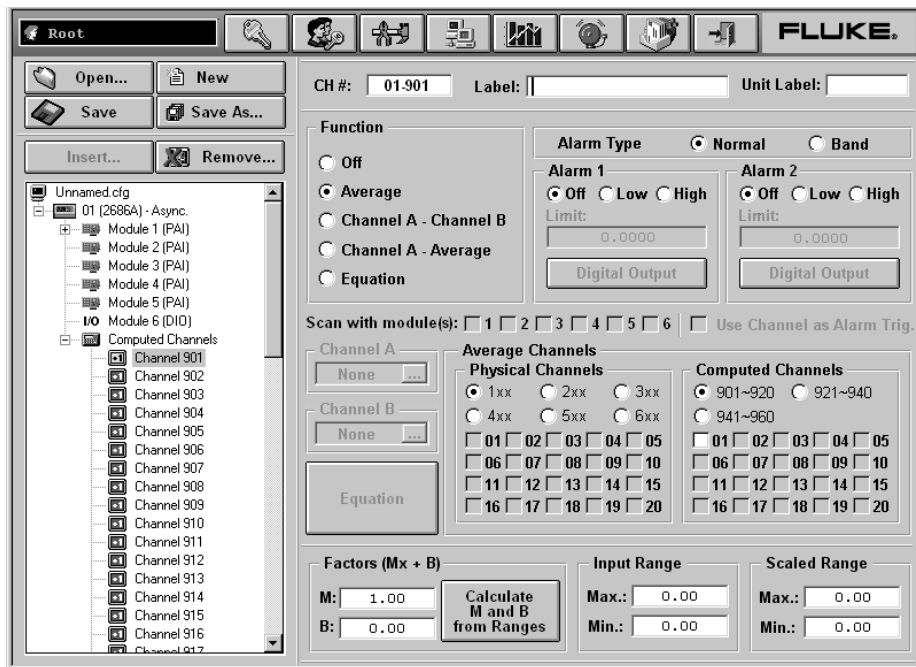 Root
FLUKE®
Open... New
Save Save As...
Insert... Remove...
Unnamed.cfg
01 (2686A) - Async.
Module 1 (PAI)
Module 2 (PAI)
Module 3 (PAI)
Module 4 (PAI)
Module 5 (PAI)
I/O Module 6 (DIO)
Computed Channels
Channel 901
Channel 902
Channel 903
Channel 904
Channel 905
Channel 906
Channel 907
Channel 908
Channel 909
Channel 910
Channel 911
Channel 912
Channel 913
Channel 914
Channel 915
Channel 916
Channel 917
CH #: 01-901 Label: Unit Label:
Function
Off
Average
Channel A - Channel B
Channel A - Average
Equation
Alarm Type Normal Band
Alarm 1
Off Low High
Limit:
0.0000
Digital Output
Alarm 2
Off Low High
Limit:
0.0000
Digital Output
Scan with module(s): 1 2 3 4 5 6 Use Channel as Alarm Trig.
Channel A
None ...
Channel B
None ...
Equation
Average Channels
Physical Channels
1xx 2xx 3xx
4xx 5xx 6xx
01 02 03 04 05
06 07 08 09 10
11 12 13 14 15
16 17 18 19 20
Computed Channels
901~920 921~940
941~960
01 02 03 04 05
06 07 08 09 10
11 12 13 14 15
16 17 18 19 20
Factors (Mx + B)
M: 1.00
B: 0.00
Calculate
M and B
from Ranges
Input Range
Max.: 0.00
Min.: 0.00
Scaled Range
Max.: 0.00
Min.: 0.00